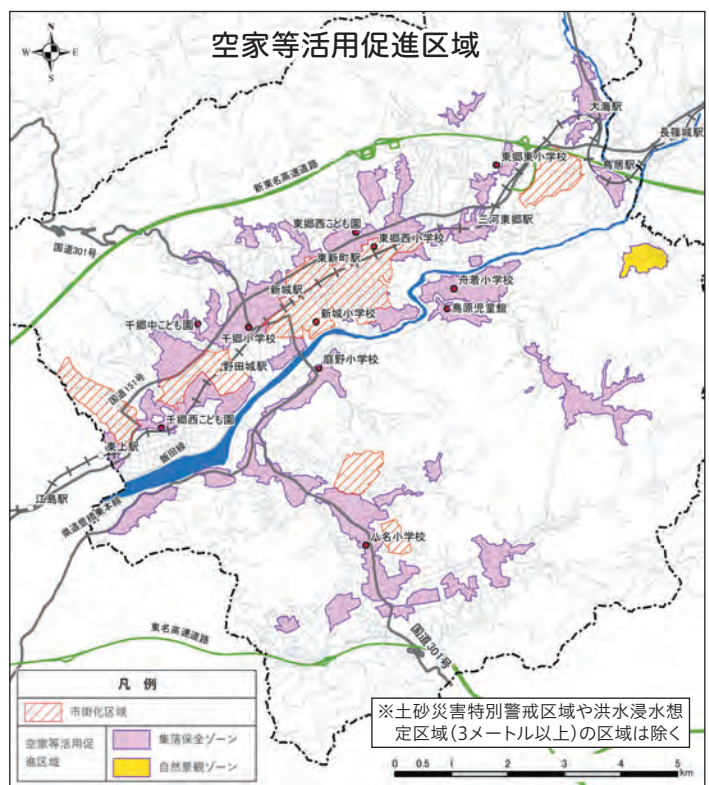 空家等活用促進区域
N
W
E
S
大海駅
長篠城駅
鳥居駅
東郷東小学校
新東名高速道路
三河東郷駅
東郷西こども園
国道301号
東郷西小学校
東新町駅
舟着小学校
新城駅
鳥原児童館
千郷中こども園
新城小学校
千郷小学校
野田城駅
庭野小学校
国道151号
千郷西こども園
東上駅
飯田線
江島駅
県道豊橋乗本線
八名小学校
東名高速道路
国道301号
凡 例
市街化区域
空家等活用促進区域
集落保全ゾーン
自然景観ゾーン
※土砂災害特別警戒区域や洪水浸水想
定区域(3メートル以上)の区域は除く
0 0.5 1 2 3 4 5
km